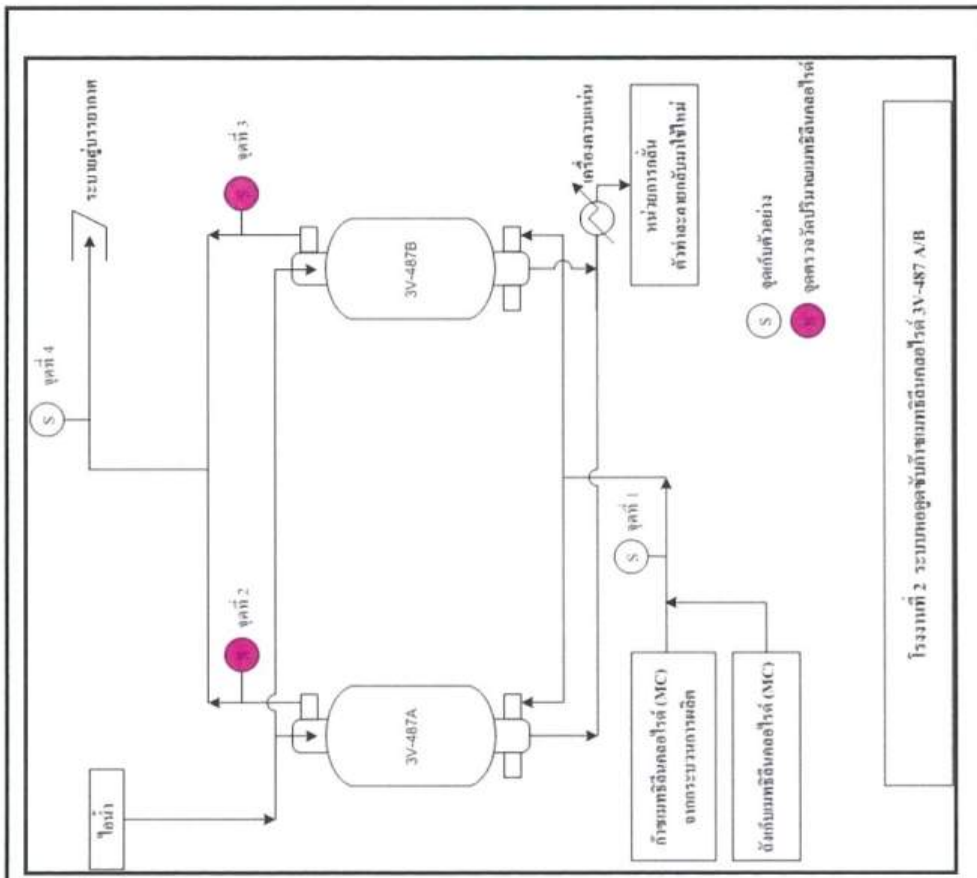 ระบายสู่บรรยากาศ
จุดที่ 4
S
จุดที่ 3
S
จุดที่ 2
S
ไอน้ำ
3V-487B
3V-487A
เครื่องควบแน่น
หน่วยการกลั่น
ตัวทำละลายกลับมาใช้ใหม่
จุดที่ 1
S
ก๊าซเมทธิลีนคลอไรด์ (MC)
จากกระบวนการผลิต
ถังเก็บเมทธิลีนคลอไรด์ (MC)
S
จุดเก็บตัวอย่าง
S
จุดตรวจวัดปริมาณเมทธิลีนคลอไรด์
โรงงานที่ 2 ระบบหอดูดซับก๊าซเมทธิลีนคลอไรด์ 3V-487 A/B